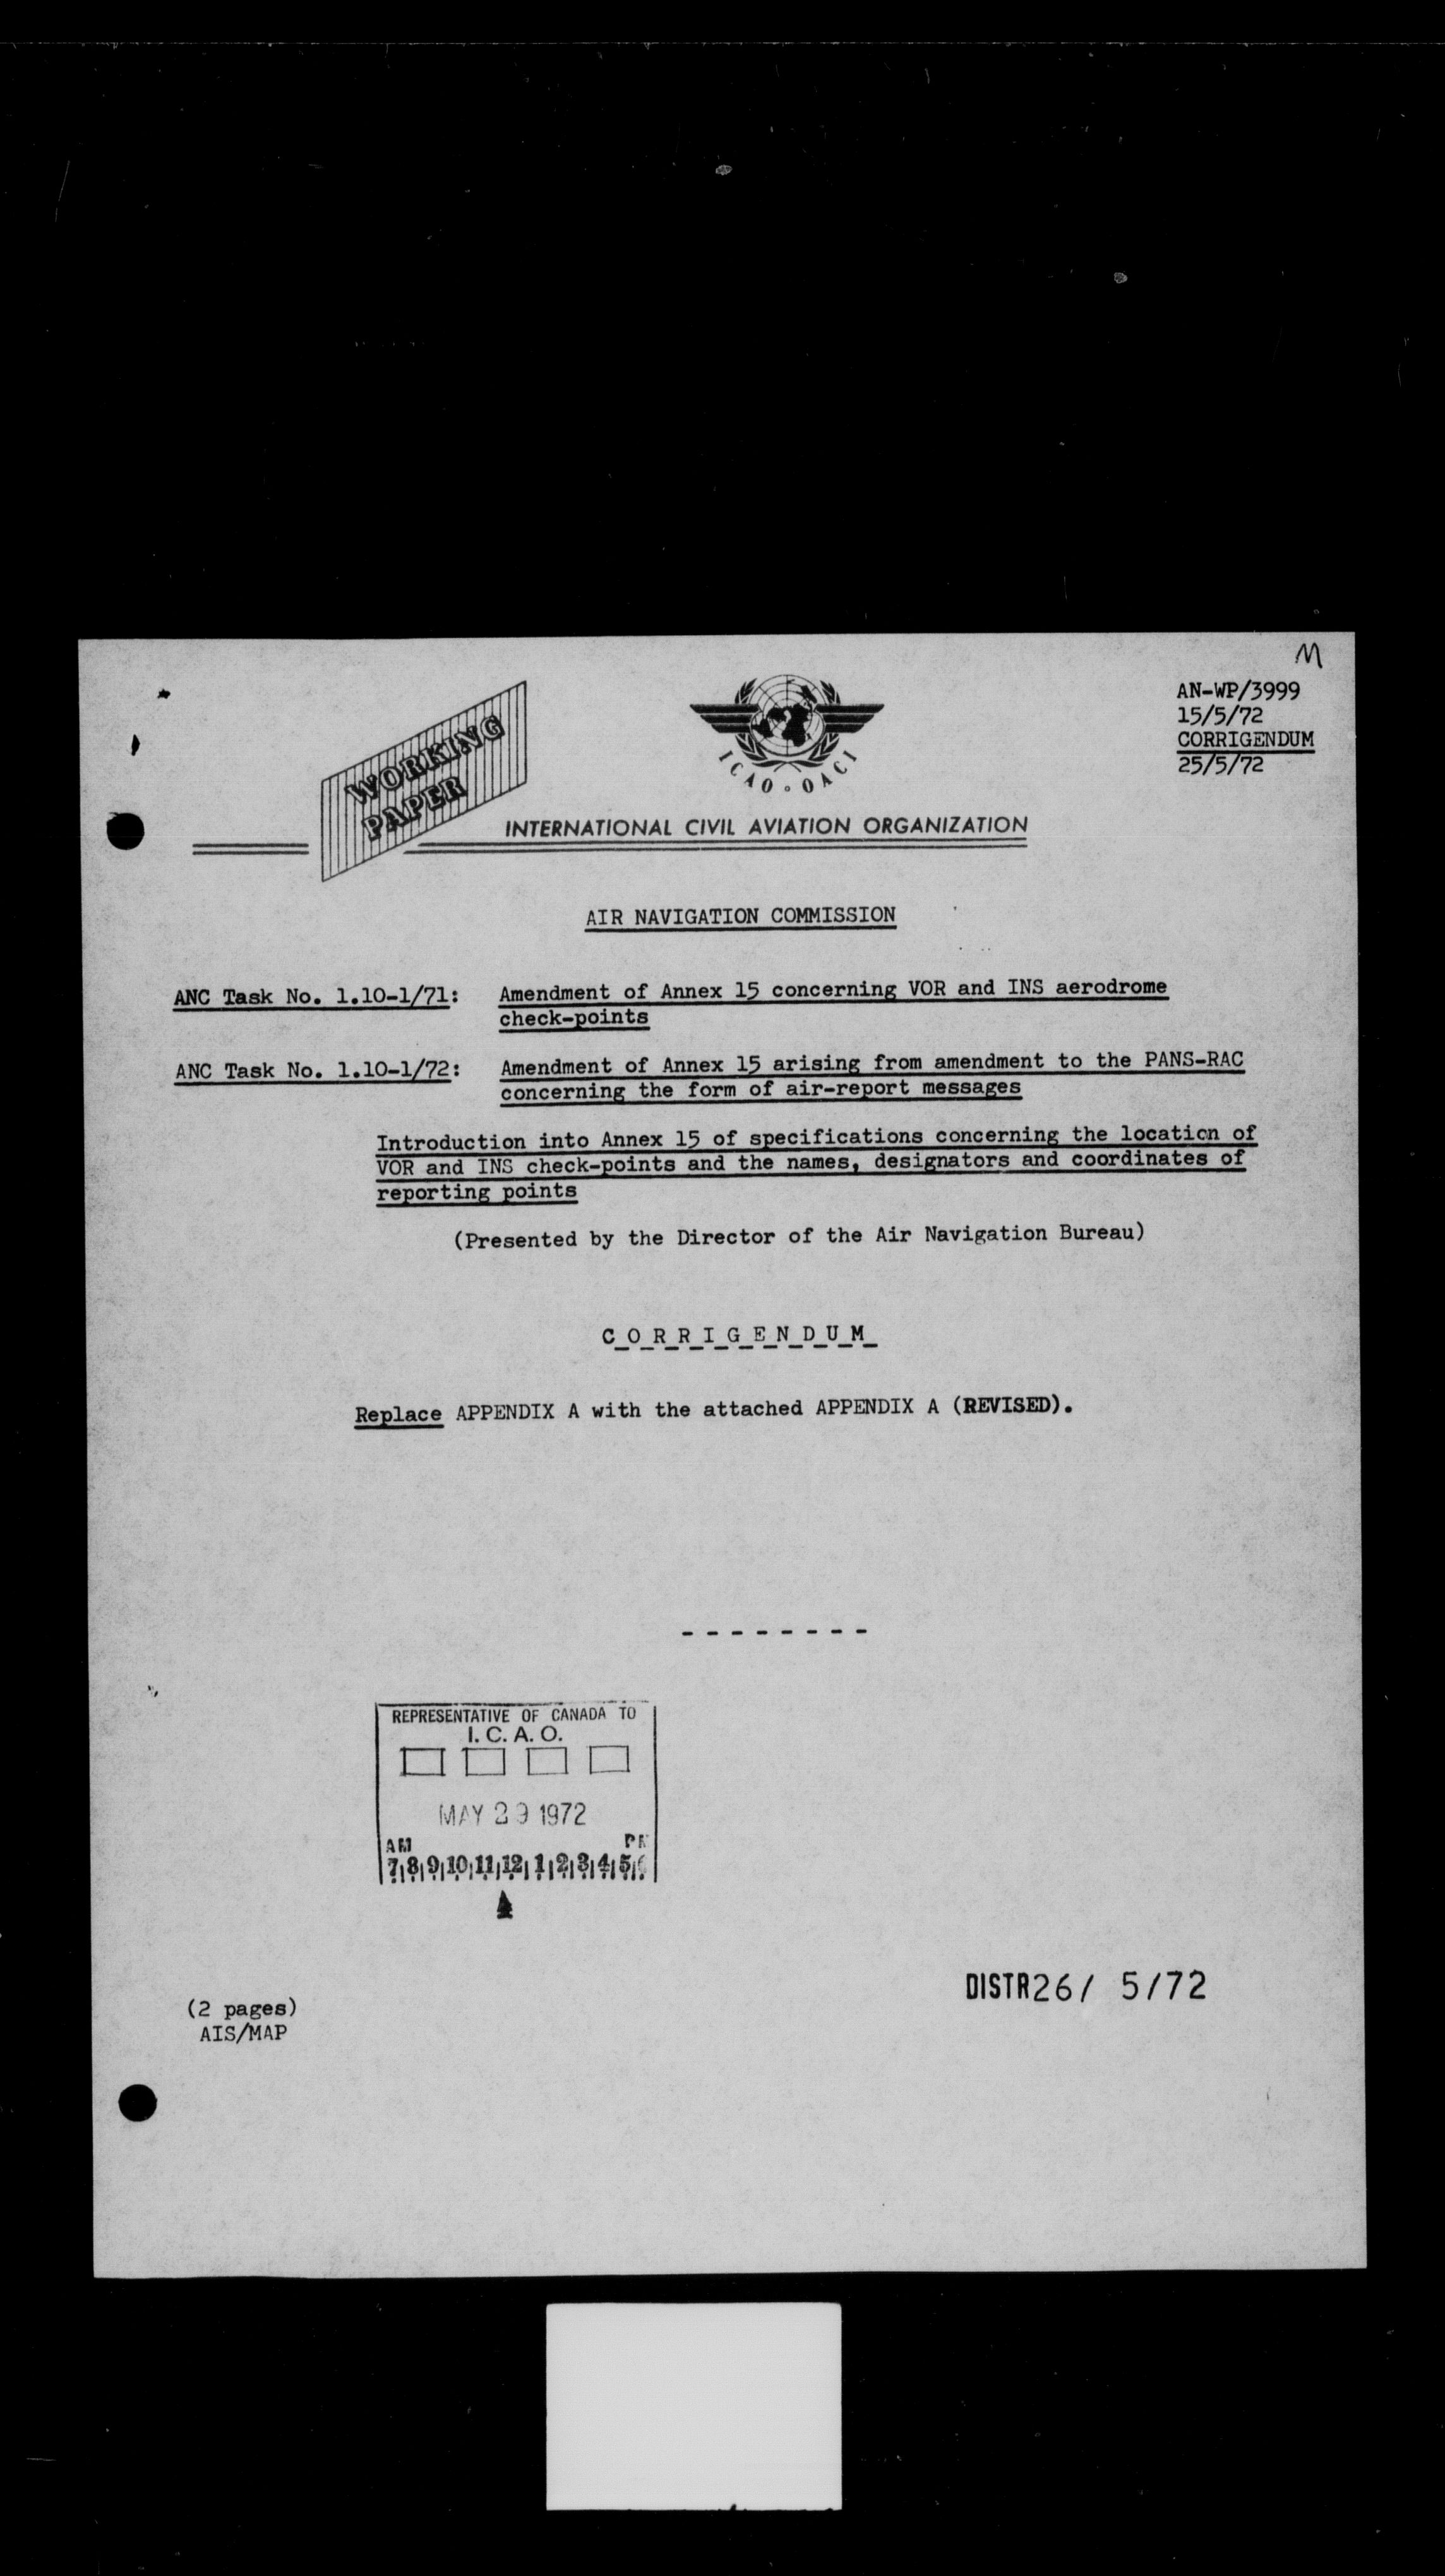 M
AN-WP/3999
15/5/72
CORRIGENDUM
25/5/72
WORKING
PAPER
ICAO · OACI
INTERNATIONAL CIVIL AVIATION ORGANIZATION
AIR NAVIGATION COMMISSION
ANC Task No. 1.10-1/71: Amendment of Annex 15 concerning VOR and INS aerodrome
check-points
ANC Task No. 1.10-1/72: Amendment of Annex 15 arising from amendment to the PANS-RAC
concerning the form of air-report messages
Introduction into Annex 15 of specifications concerning the location of
VOR and INS check-points and the names, designators and coordinates of
reporting points
(Presented by the Director of the Air Navigation Bureau)
C O R R I G E N D U M
Replace APPENDIX A with the attached APPENDIX A (REVISED).
- - - - - - - -
REPRESENTATIVE OF CANADA TO
I. C. A. O.
MAY 29 1972
AM PM
7 8 9 10 11 12 1 2 3 4 5 6
DISTR 26/ 5/72
(2 pages)
AIS/MAP